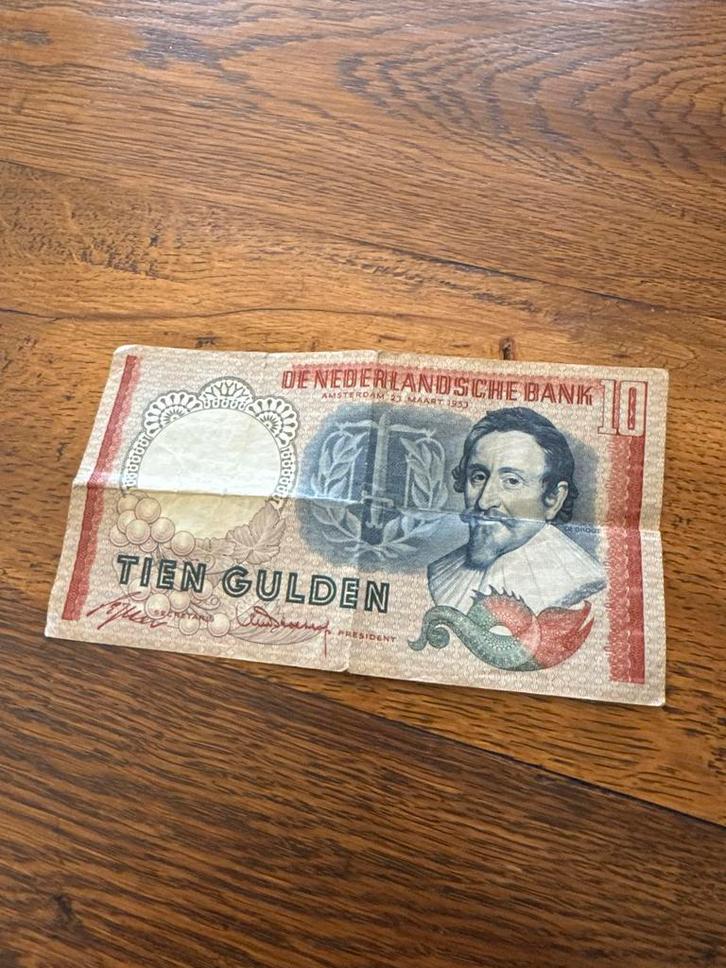 DE NEDERLANDSCHE BANK 10
AMSTERDAM 23 MAART 1953
TIEN GULDEN
SECRETARIS
PRESIDENT